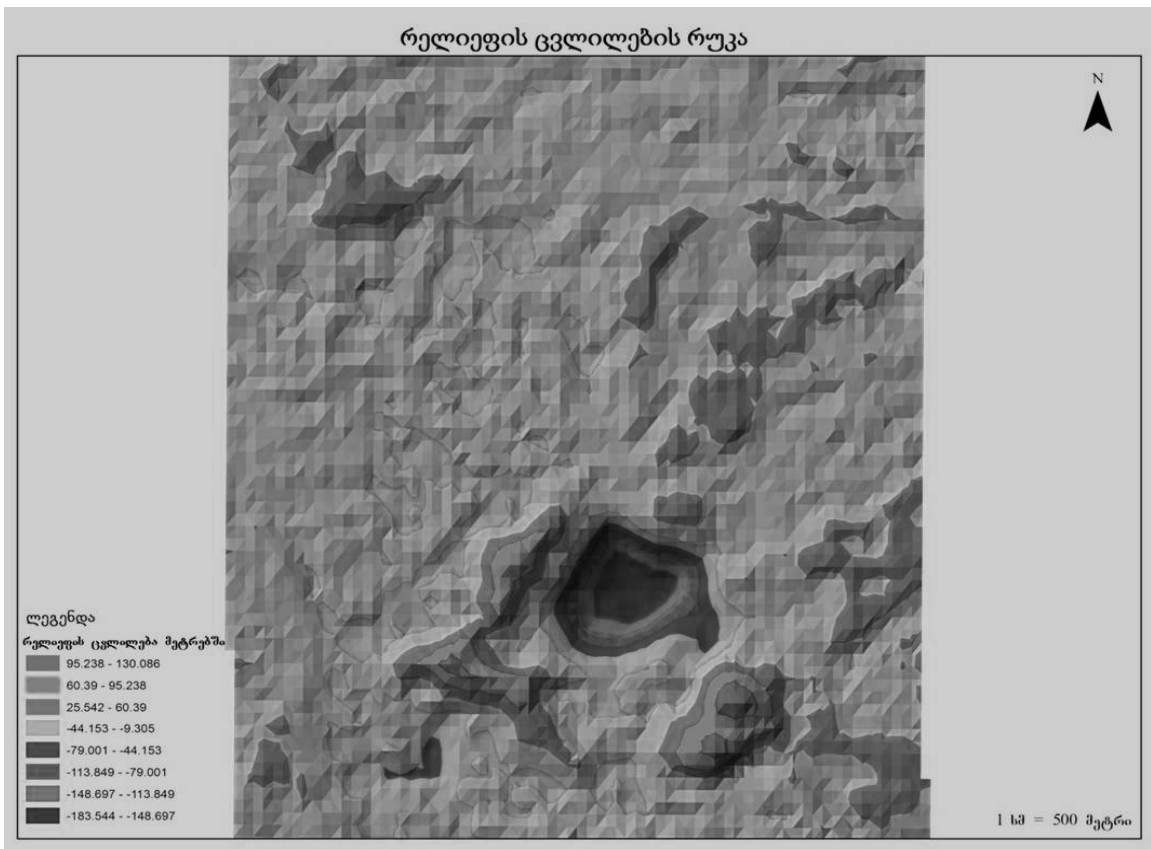 რელიეფის ცვლილების რუკა
N
ლეგენდა
რელიეფის ცვლილება მეტრებში
95.238 - 130.086
60.39 - 95.238
25.542 - 60.39
-44.153 - -9.305
-79.001 - -44.153
-113.849 - -79.001
-148.697 - -113.849
-183.544 - -148.697
1 სმ = 500 მეტრი